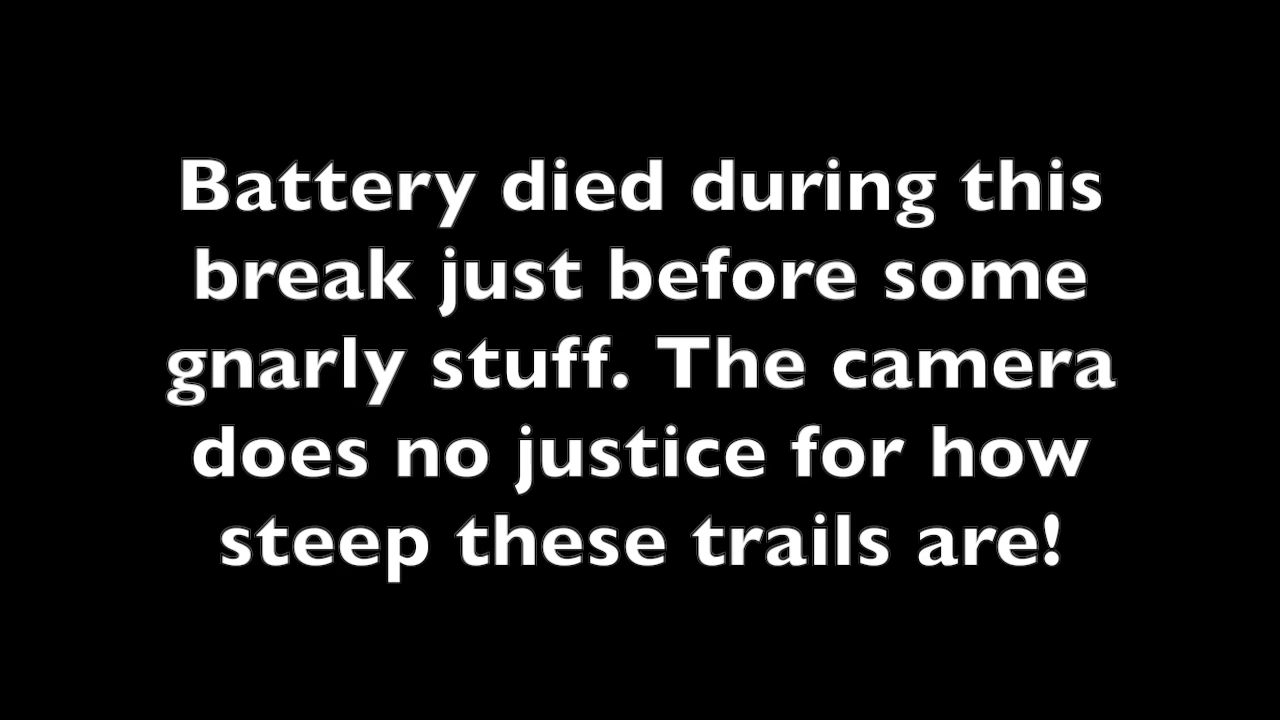 Battery died during this
break just before some
gnarly stuff. The camera
does no justice for how
steep these trails are!